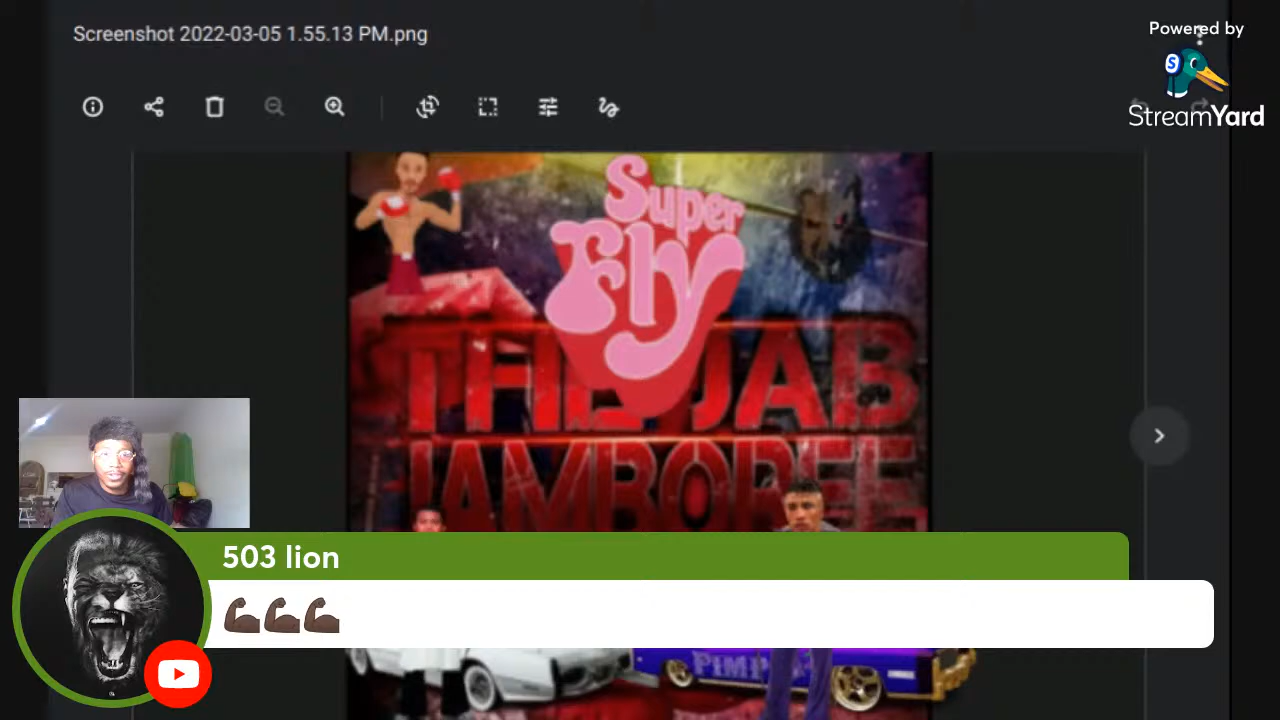 Screenshot 2022-03-05 1.55.13 PM.png
Powered by
S
StreamYard
Super
Fly
THE JAB
JAMBOREE
503 lion
💪🏿💪🏿💪🏿